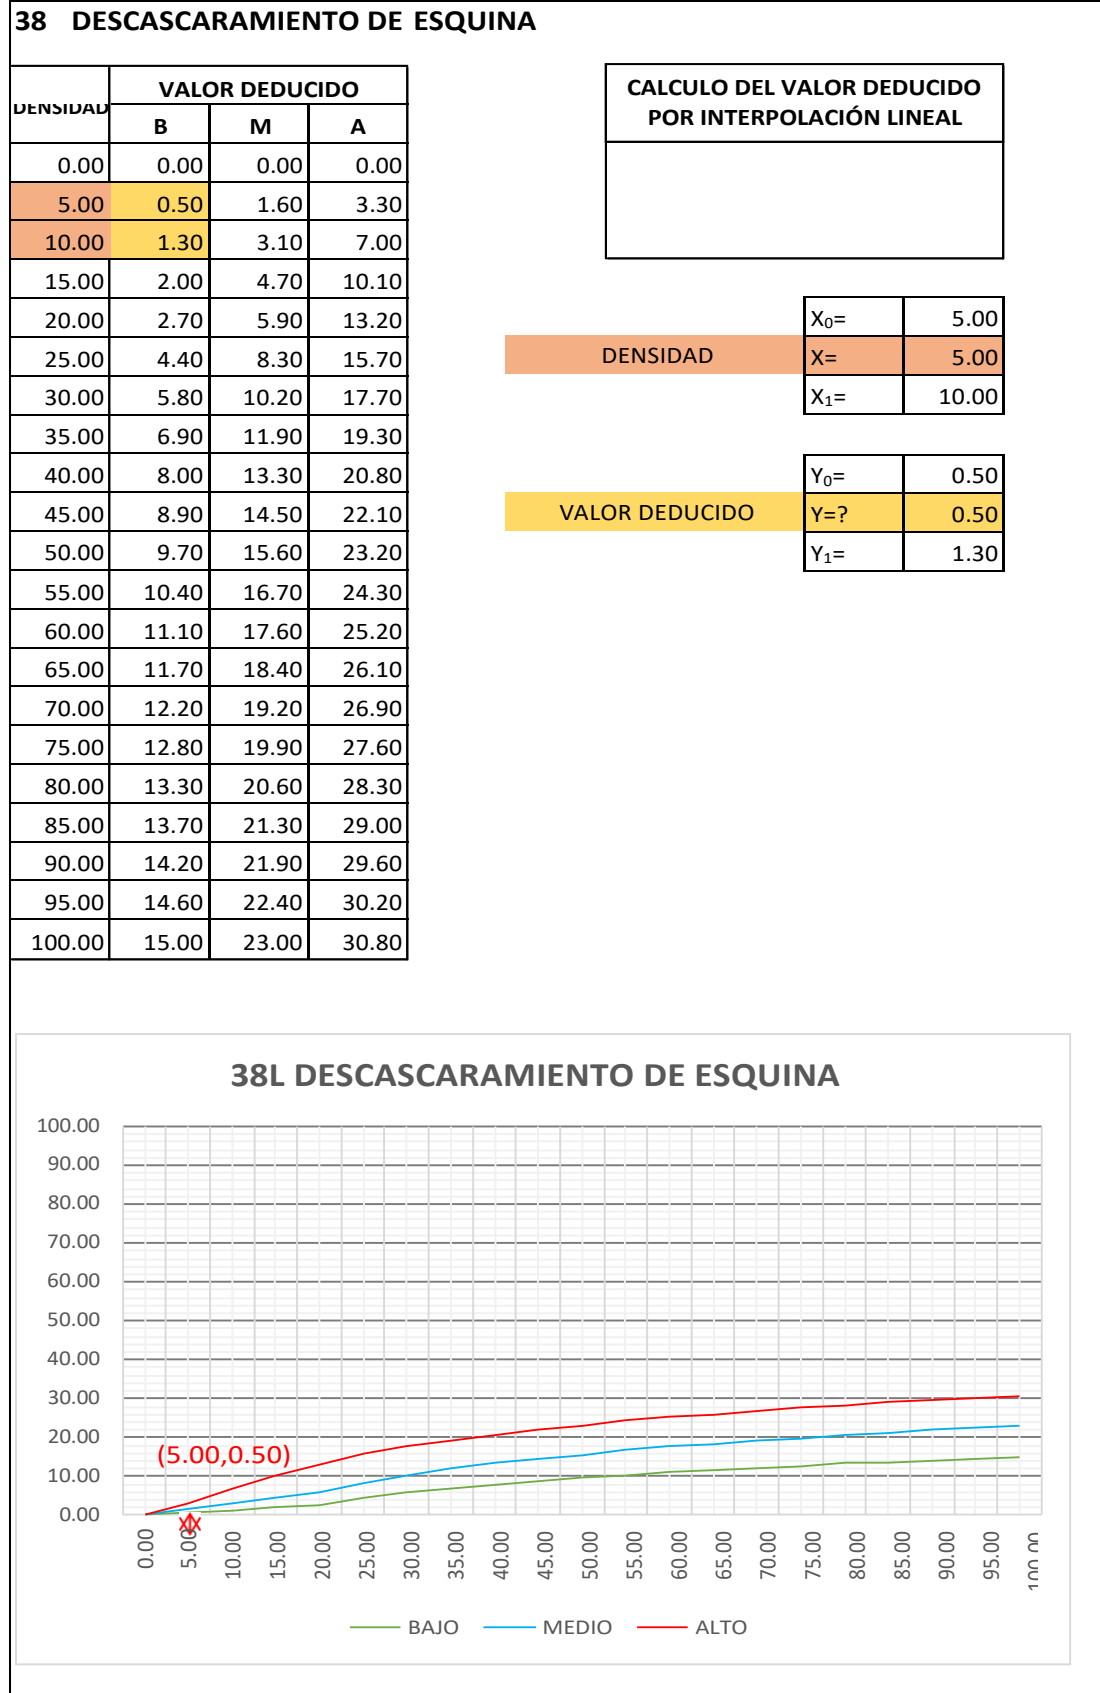 38 DESCASCARAMIENTO DE ESQUINA
DENSIDAD VALOR DEDUCIDO
B M A
0.00 0.00 0.00 0.00
5.00 0.50 1.60 3.30
10.00 1.30 3.10 7.00
15.00 2.00 4.70 10.10
20.00 2.70 5.90 13.20
25.00 4.40 8.30 15.70
30.00 5.80 10.20 17.70
35.00 6.90 11.90 19.30
40.00 8.00 13.30 20.80
45.00 8.90 14.50 22.10
50.00 9.70 15.60 23.20
55.00 10.40 16.70 24.30
60.00 11.10 17.60 25.20
65.00 11.70 18.40 26.10
70.00 12.20 19.20 26.90
75.00 12.80 19.90 27.60
80.00 13.30 20.60 28.30
85.00 13.70 21.30 29.00
90.00 14.20 21.90 29.60
95.00 14.60 22.40 30.20
100.00 15.00 23.00 30.80
CALCULO DEL VALOR DEDUCIDO
POR INTERPOLACIÓN LINEAL
X₀= 5.00
DENSIDAD X= 5.00
X₁= 10.00
Y₀= 0.50
VALOR DEDUCIDO Y=? 0.50
Y₁= 1.30
38L DESCASCARAMIENTO DE ESQUINA
100.00
90.00
80.00
70.00
60.00
50.00
40.00
30.00
20.00
10.00
0.00
(5.00,0.50)
0.00 5.00 10.00 15.00 20.00 25.00 30.00 35.00 40.00 45.00 50.00 55.00 60.00 65.00 70.00 75.00 80.00 85.00 90.00 95.00 100.00
BAJO MEDIO ALTO